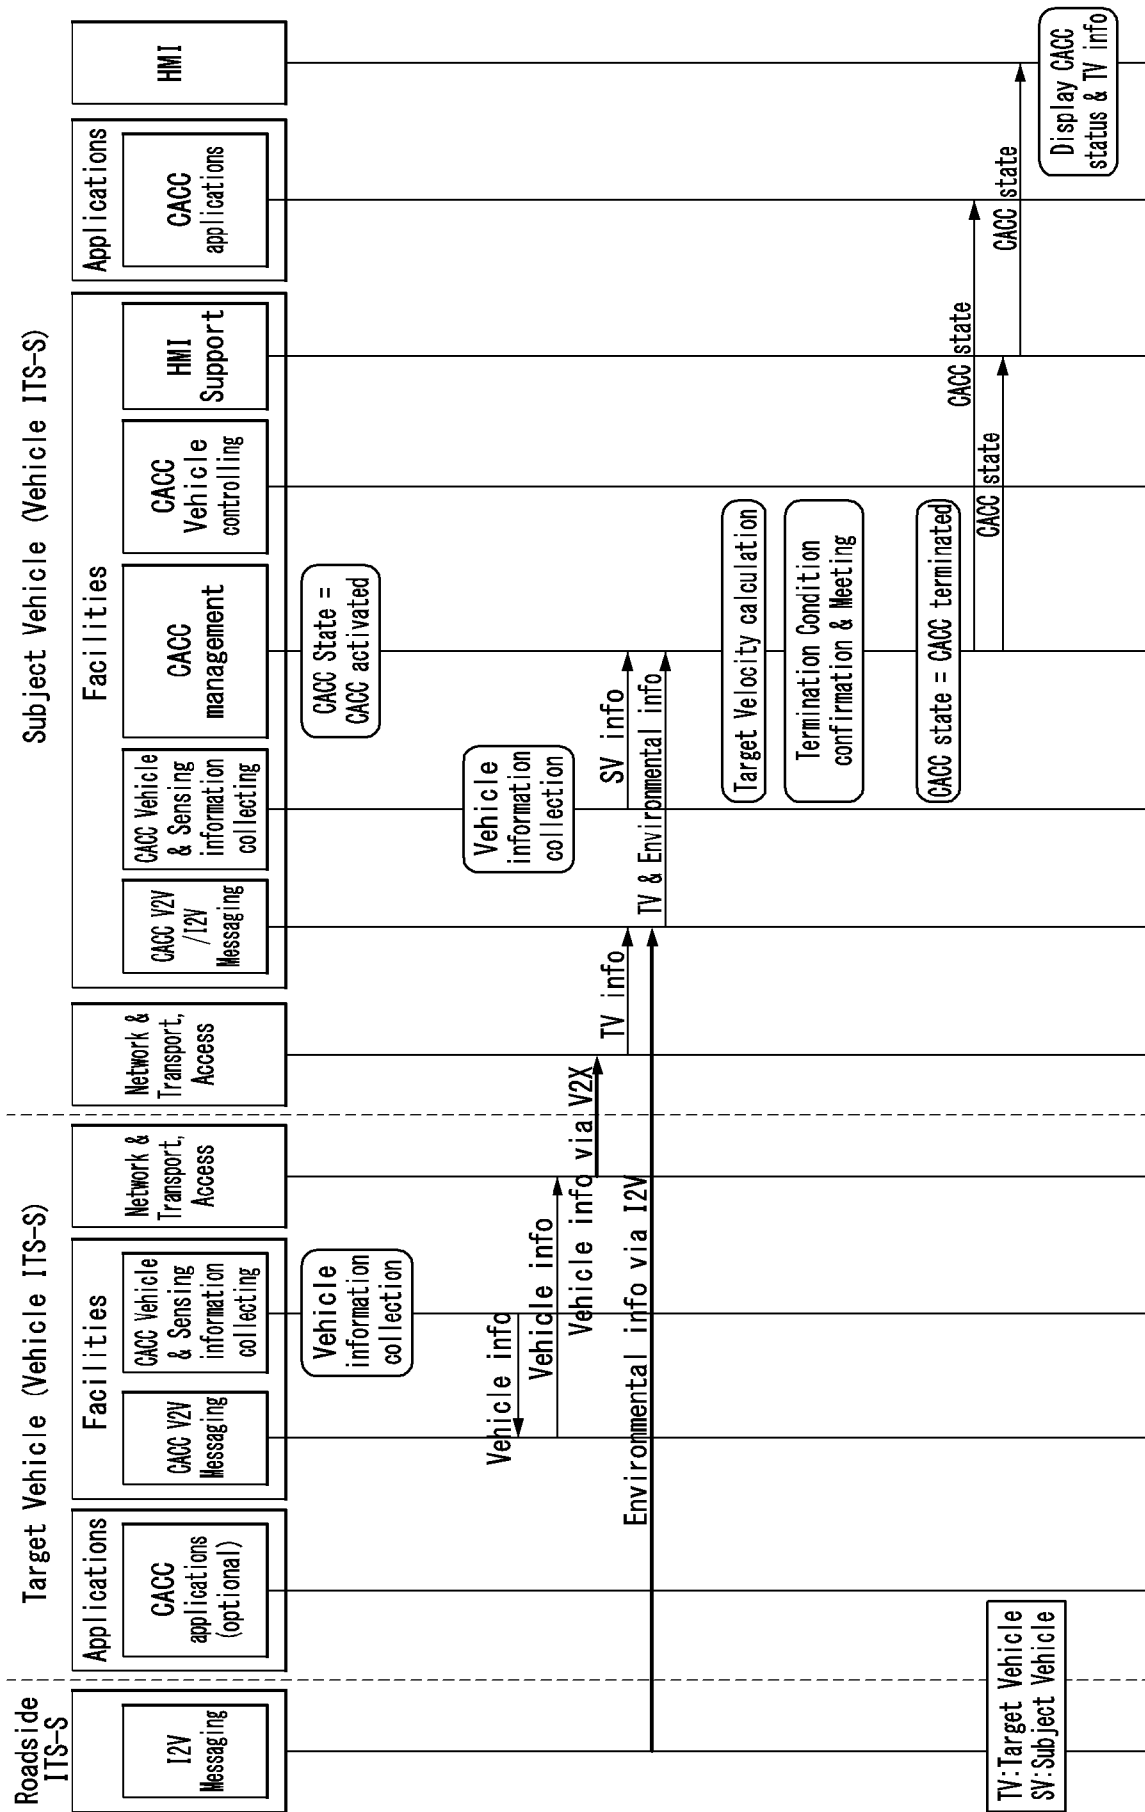 Roadside
ITS-S
Target Vehicle (Vehicle ITS-S)
Subject Vehicle (Vehicle ITS-S)
I2V
Messaging
Applications
CACC
applications
(optional)
Facilities
CACC V2V
Messaging
CACC Vehicle
& Sensing
information
collecting
Network &
Transport,
Access
Network &
Transport,
Access
Facilities
CACC V2V
/I2V
Messaging
CACC Vehicle
& Sensing
information
collecting
CACC
management
CACC
Vehicle
controlling
HMI
Support
Applications
CACC
applications
HMI
Vehicle
information
collection
CACC State =
CACC activated
Vehicle
information
collection
Vehicle info
Vehicle info
Vehicle info via V2X
TV info
SV info
Environmental info via I2V
TV & Environmental info
Target Velocity calculation
Termination Condition
confirmation & Meeting
CACC state = CACC terminated
CACC state
CACC state
CACC state
Display CACC
status & TV info
TV:Target Vehicle
SV:Subject Vehicle